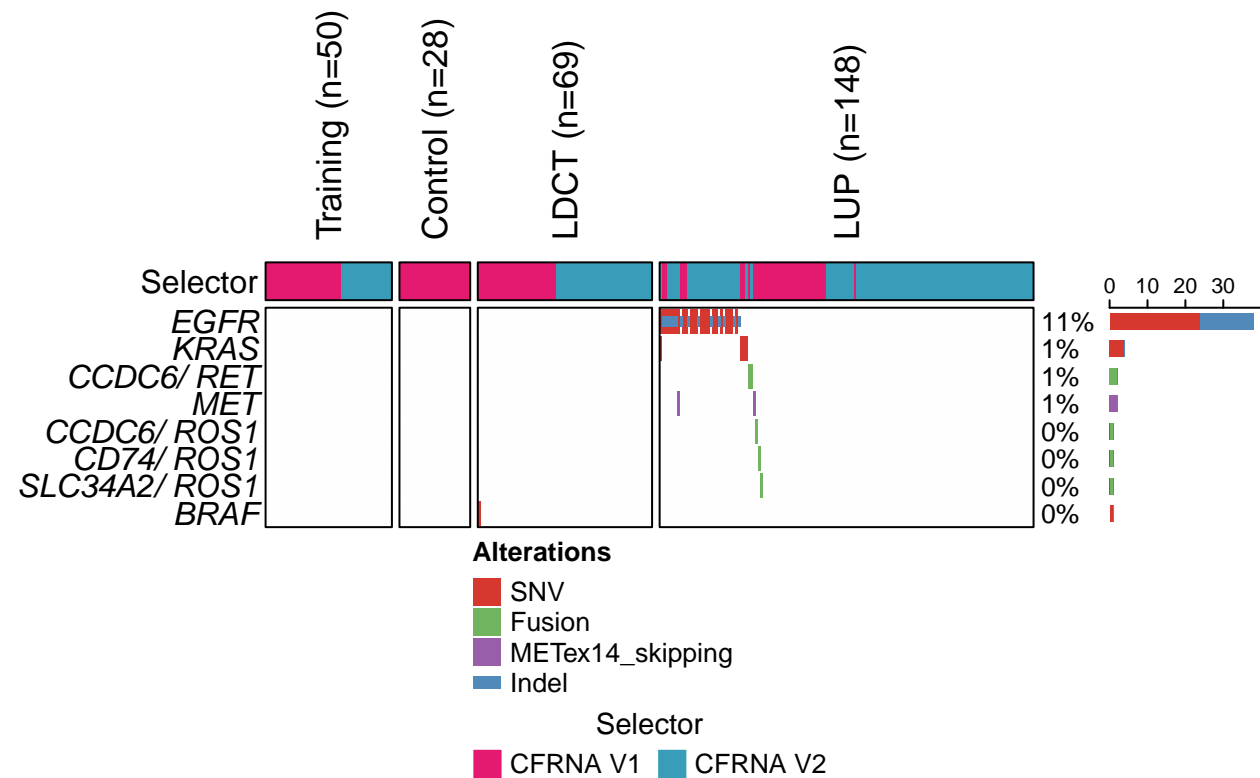 Training (n=50)
Control (n=28)
LDCT (n=69)
LUP (n=148)
Selector
0 10 20 30
EGFR 11%
KRAS 1%
CCDC6/ RET 1%
MET 1%
CCDC6/ ROS1 0%
CD74/ ROS1 0%
SLC34A2/ ROS1 0%
BRAF 0%
Alterations
SNV
Fusion
METex14_skipping
Indel
Selector
CFRNA V1 CFRNA V2